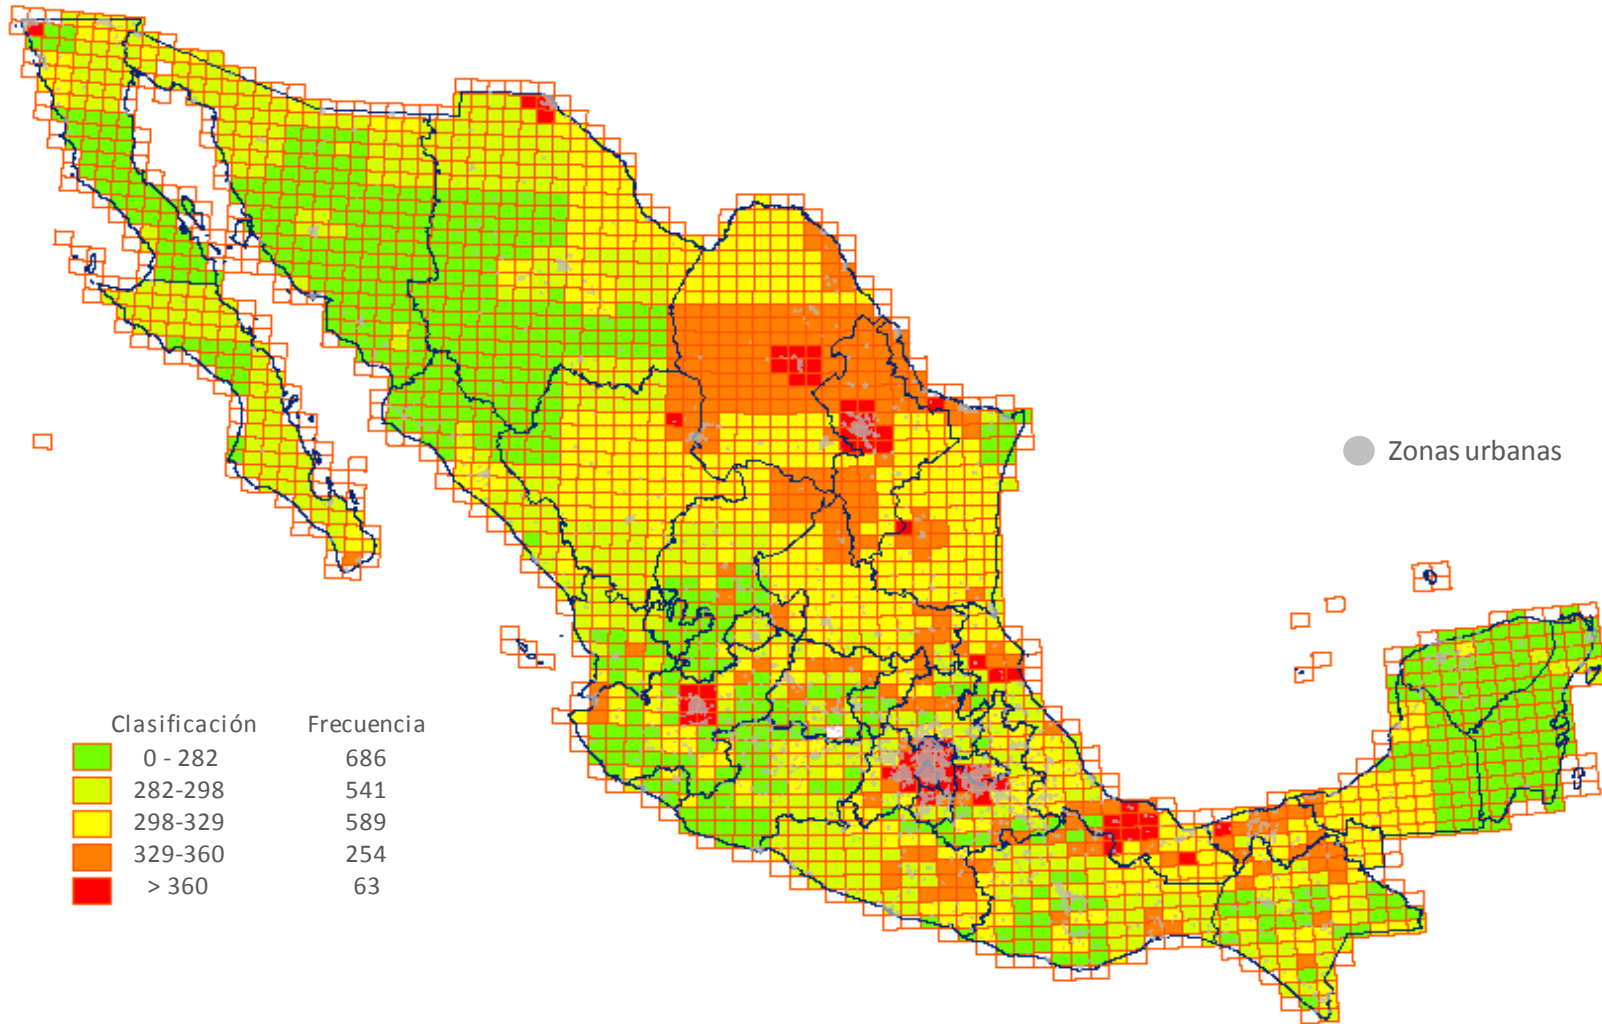 Zonas urbanas
Clasificación Frecuencia
0 - 282 686
282-298 541
298-329 589
329-360 254
> 360 63